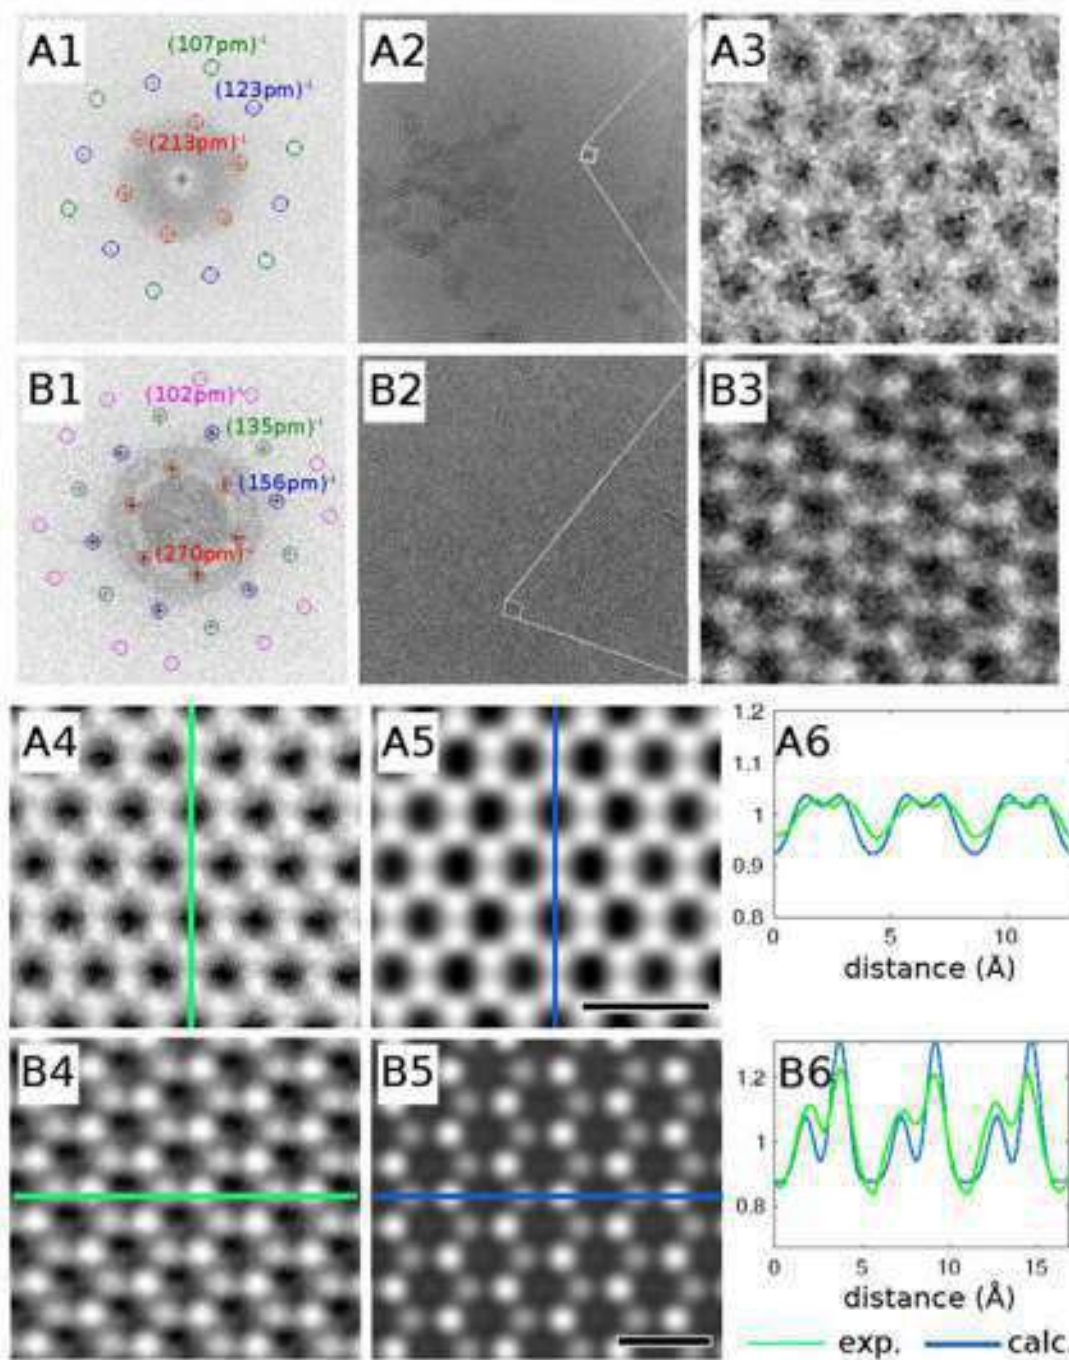 A1
(107pm)⁻¹
(123pm)⁻¹
(213pm)⁻¹
A2
A3
B1
(102pm)⁻¹
(135pm)⁻¹
(156pm)⁻¹
(270pm)⁻¹
B2
B3
A4
A5
A6
1.2
1.1
1
0.9
0.8
0
5
10
distance (Å)
B4
B5
B6
1.2
1
0.8
0
5
10
15
distance (Å)
exp.
calc.